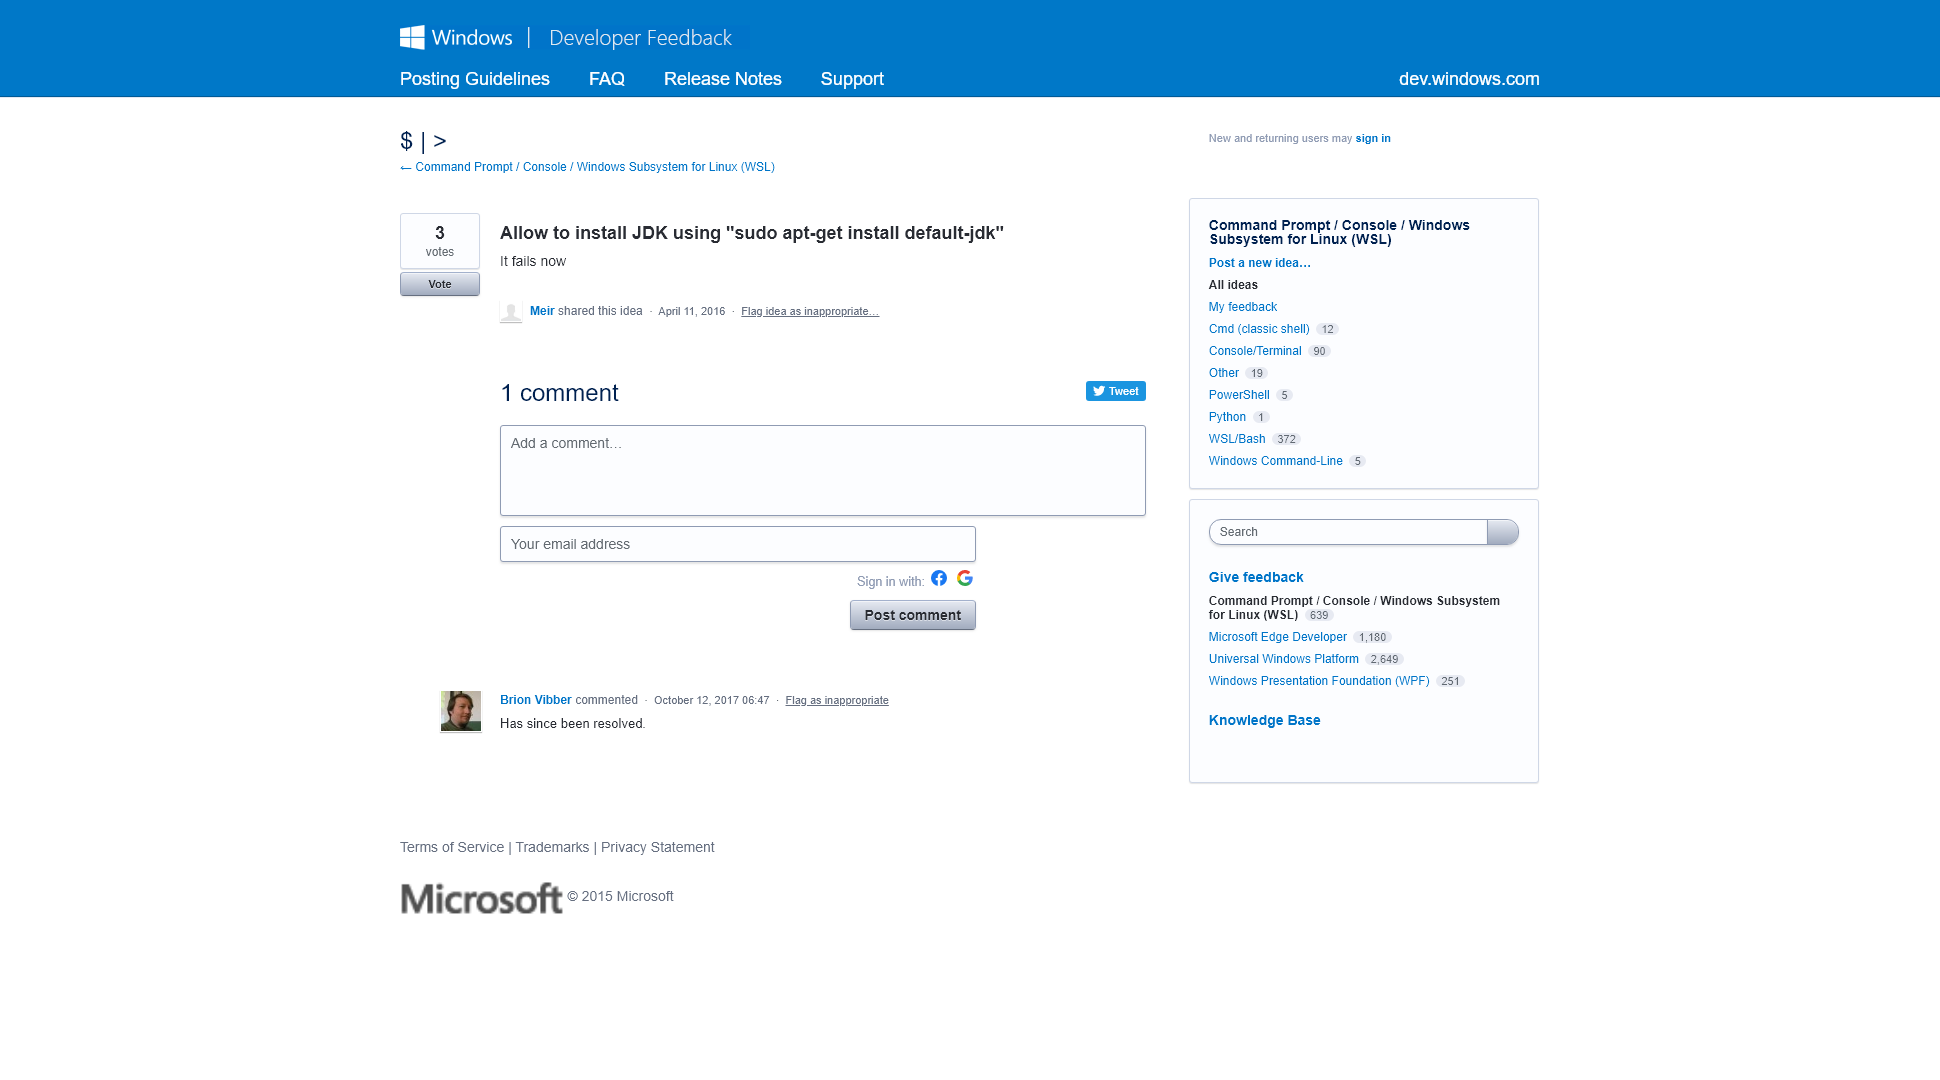 Windows | Developer Feedback
Posting Guidelines FAQ Release Notes Support dev.windows.com
$ | >
← Command Prompt / Console / Windows Subsystem for Linux (WSL)
New and returning users may sign in
3
votes
Vote
Allow to install JDK using "sudo apt-get install default-jdk"
It fails now
Meir shared this idea · April 11, 2016 · Flag idea as inappropriate…
1 comment
Tweet
Add a comment…
Your email address
Sign in with:
Post comment
Brion Vibber commented · October 12, 2017 06:47 · Flag as inappropriate
Has since been resolved.
Command Prompt / Console / Windows
Subsystem for Linux (WSL)
Post a new idea…
All ideas
My feedback
Cmd (classic shell) 12
Console/Terminal 90
Other 19
PowerShell 5
Python 1
WSL/Bash 372
Windows Command-Line 5
Search
Give feedback
Command Prompt / Console / Windows Subsystem
for Linux (WSL) 639
Microsoft Edge Developer 1,180
Universal Windows Platform 2,649
Windows Presentation Foundation (WPF) 251
Knowledge Base
Terms of Service | Trademarks | Privacy Statement
Microsoft © 2015 Microsoft